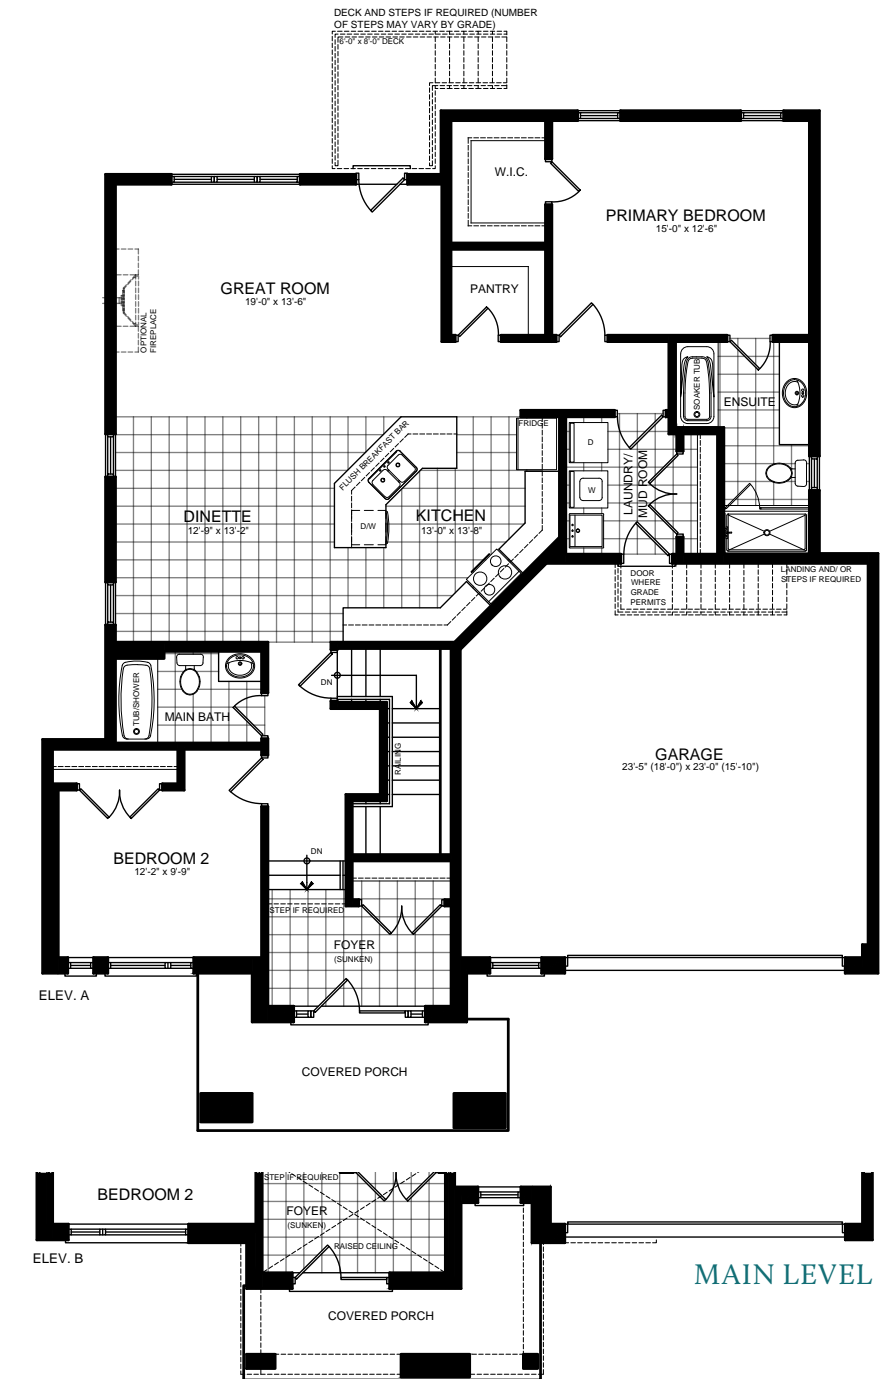 DECK AND STEPS IF REQUIRED (NUMBER
OF STEPS MAY VARY BY GRADE)
6'-0" x 8'-0" DECK
W.I.C.
PRIMARY BEDROOM
15'-0" x 12'-6"
GREAT ROOM
19'-0" x 13'-6"
PANTRY
OPTIONAL
FIREPLACE
SOAKER TUB
ENSUITE
FRIDGE
FLUSH BREAKFAST BAR
D
W
LAUNDRY/
MUD ROOM
DINETTE
12'-9" x 13'-2"
D/W
KITCHEN
13'-0" x 13'-8"
DOOR
WHERE
GRADE
PERMITS
LANDING AND/ OR
STEPS IF REQUIRED
TUB/SHOWER
MAIN BATH
DN
RAILING
GARAGE
23'-5" (18'-0") x 23'-0" (15'-10")
BEDROOM 2
12'-2" x 9'-9"
DN
STEP IF REQUIRED
FOYER
(SUNKEN)
ELEV. A
COVERED PORCH
STEP IF REQUIRED
BEDROOM 2
FOYER
(SUNKEN)
RAISED CEILING
ELEV. B
COVERED PORCH
MAIN LEVEL